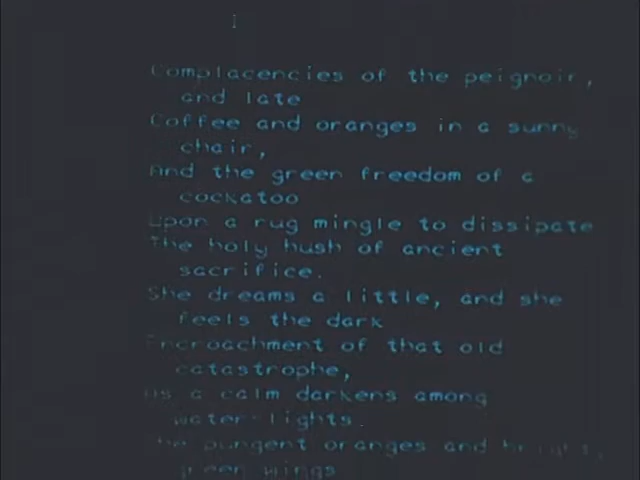 I
Complacencies of the peignoir,
and late
Coffee and oranges in a sunny
chair,
And the green freedom of a
cockatoo
Upon a rug mingle to dissipate
The holy hush of ancient
sacrifice.
She dreams a little, and she
feels the dark
Encroachment of that old
catastrophe,
As a calm darkens among
water-lights.
The pungent oranges and bright,
green wings